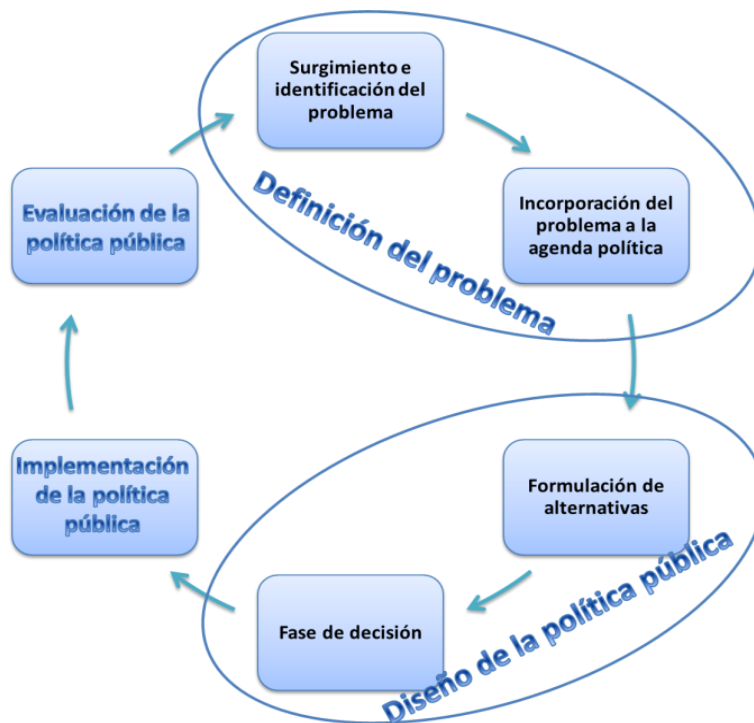 Surgimiento e
identificación del
problema
Definición del problema
Incorporación del
problema a la
agenda política
Evaluación de la
política pública
Implementación
de la política
pública
Formulación de
alternativas
Fase de decisión
Diseño de la política pública